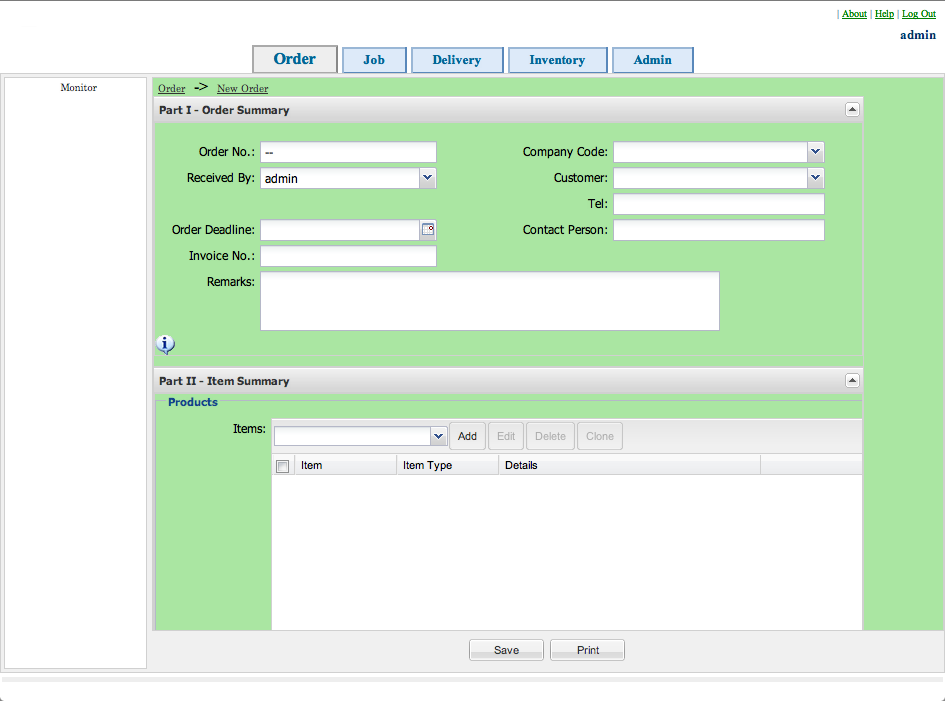 | About | Help | Log Out
admin
Order Job Delivery Inventory Admin
Monitor
Order -> New Order
Part I - Order Summary
Order No.: -- Company Code:
Received By: admin Customer:
Tel:
Order Deadline: Contact Person:
Invoice No.:
Remarks:
i
Part II - Item Summary
Products
Items: Add Edit Delete Clone
Item Item Type Details
Save Print